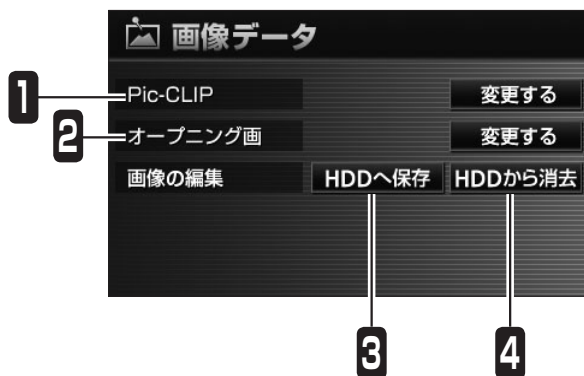 画像データ
1 Pic-CLIP 変更する
2 オープニング画 変更する
画像の編集 HDDへ保存 HDDから消去
3 4